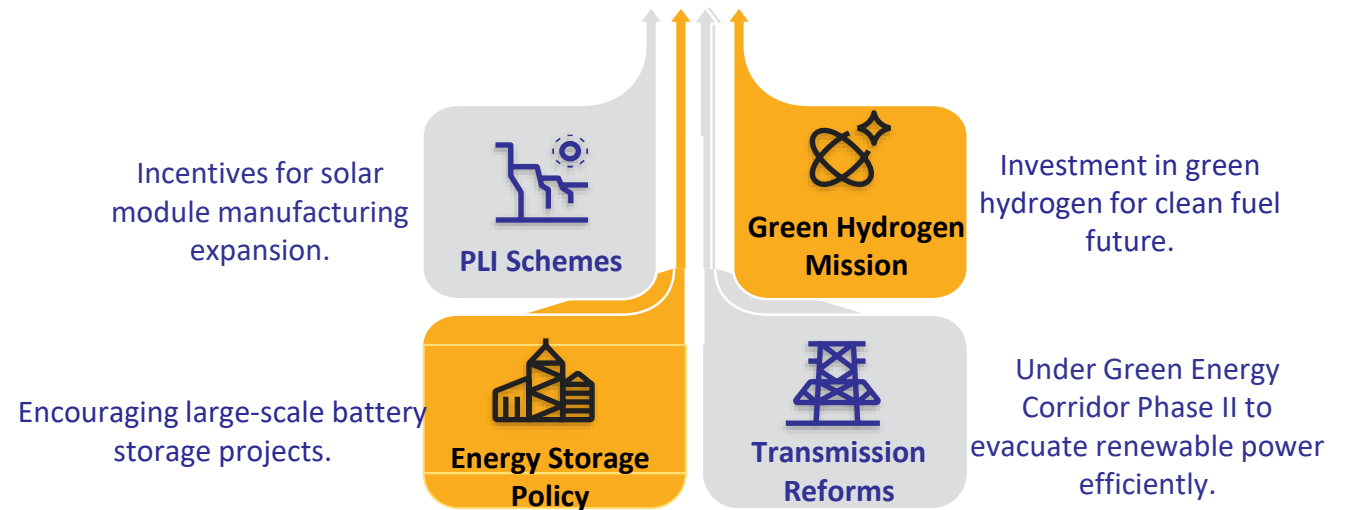 Incentives for solar
module manufacturing
expansion.
PLI Schemes
Green Hydrogen
Mission
Investment in green
hydrogen for clean fuel
future.
Encouraging large-scale battery
storage projects.
Energy Storage
Policy
Transmission
Reforms
Under Green Energy
Corridor Phase II to
evacuate renewable power
efficiently.